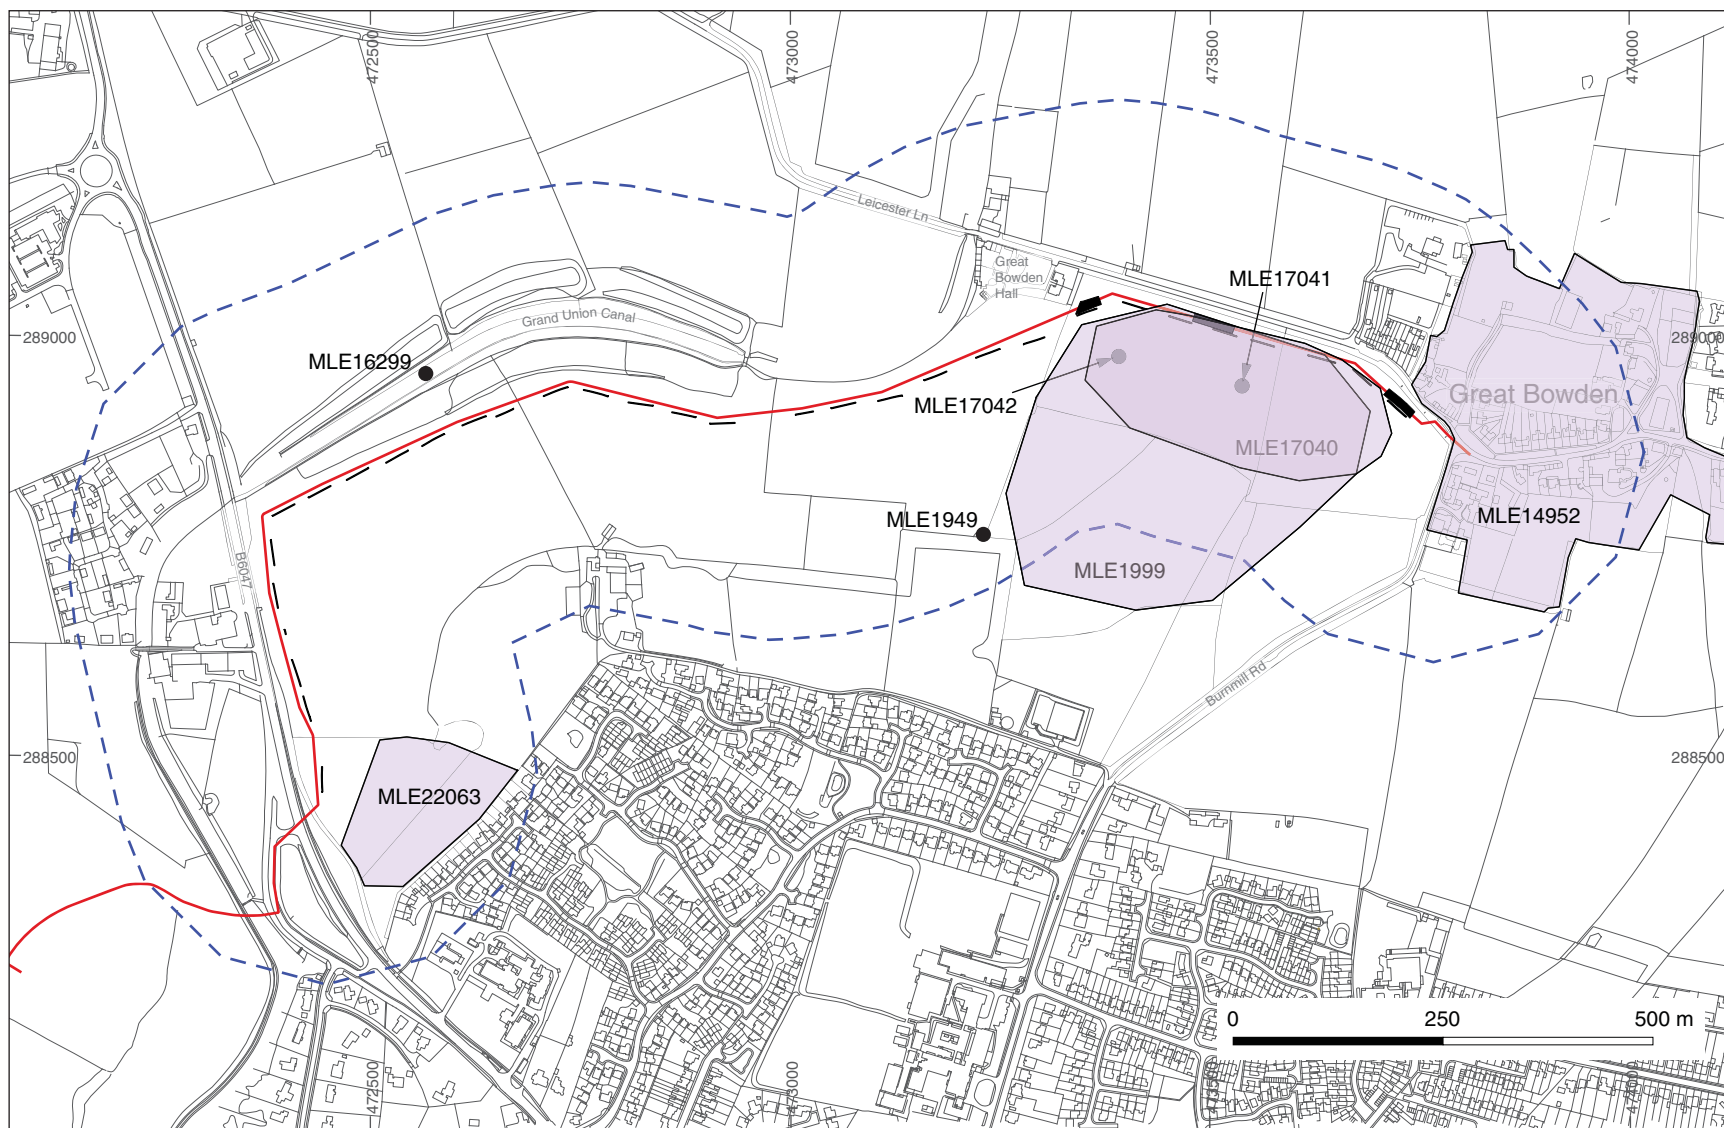 472500
473000
473500
474000
Leicester Ln
Great
Bowden
Hall
MLE17041
Grand Union Canal
289000
289000
MLE16299
MLE17042
Great Bowden
MLE17040
MLE1949
MLE14952
B6047
MLE1999
Burnmill Rd
288500
288500
MLE22063
0
250
500 m
472500
473000
473500
474000